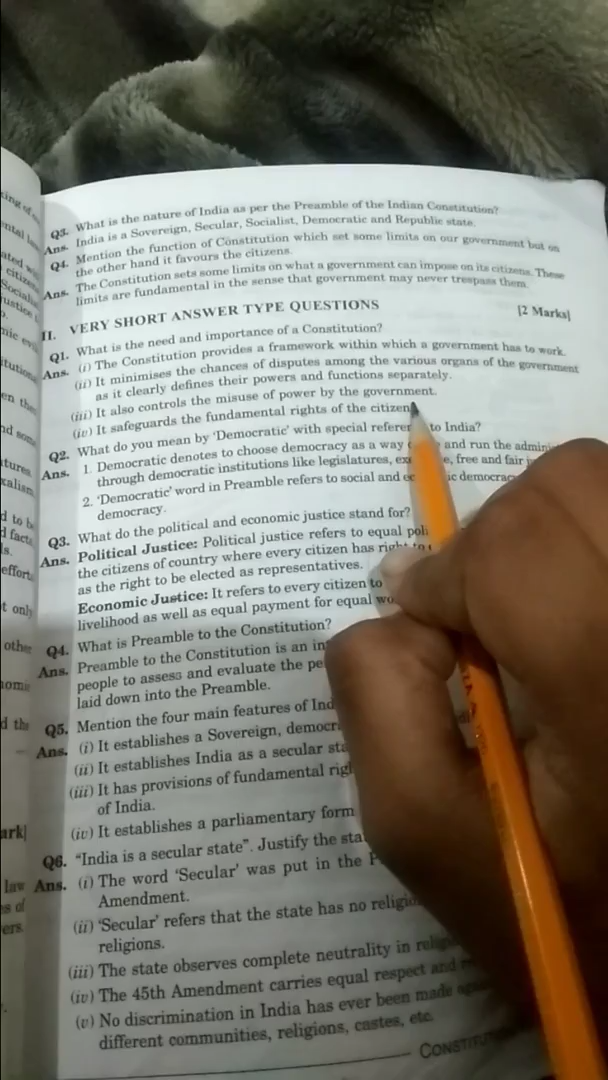 Q3. What is the nature of India as per the Preamble of the Indian Constitution?
Ans. India is a Sovereign, Secular, Socialist, Democratic and Republic state.
Q4. Mention the function of Constitution which set some limits on our government but on
the other hand it favours the citizens.
Ans. The Constitution sets some limits on what a government can impose on its citizens. These
limits are fundamental in the sense that government may never trespass them.
II. VERY SHORT ANSWER TYPE QUESTIONS [2 Marks]
Q1. What is the need and importance of a Constitution?
Ans. (i) The Constitution provides a framework within which a government has to work.
(ii) It minimises the chances of disputes among the various organs of the government
as it clearly defines their powers and functions separately.
(iii) It also controls the misuse of power by the government.
(iv) It safeguards the fundamental rights of the citizen
Q2. What do you mean by 'Democratic' with special to India?
Ans. 1. Democratic denotes to choose democracy as a way and run the
through democratic institutions like legislatures, free and fair
2. 'Democratic' word in Preamble refers to social and
democracy.
Q3. What do the political and economic justice stand for?
Ans. Political Justice: Political justice refers to equal
the citizens of country where every citizen has
as the right to be elected as representatives.
Economic Justice: It refers to every citizen to
livelihood as well as equal payment for equal
Q4. What is Preamble to the Constitution?
Ans. Preamble to the Constitution is an
people to assess and evaluate the
laid down into the Preamble.
Q5. Mention the four main features of
Ans. (i) It establishes a Sovereign,
(ii) It establishes India as a secular
(iii) It has provisions of fundamental
of India.
(iv) It establishes a parliamentary form
Q6. "India is a secular state". Justify the
Ans. (i) The word 'Secular' was put in the
Amendment.
(ii) 'Secular' refers that the state has no
religions.
(iii) The state observes complete neutrality in
(iv) The 45th Amendment carries equal respect and
(v) No discrimination in India has ever been made
different communities, religions, castes, etc.